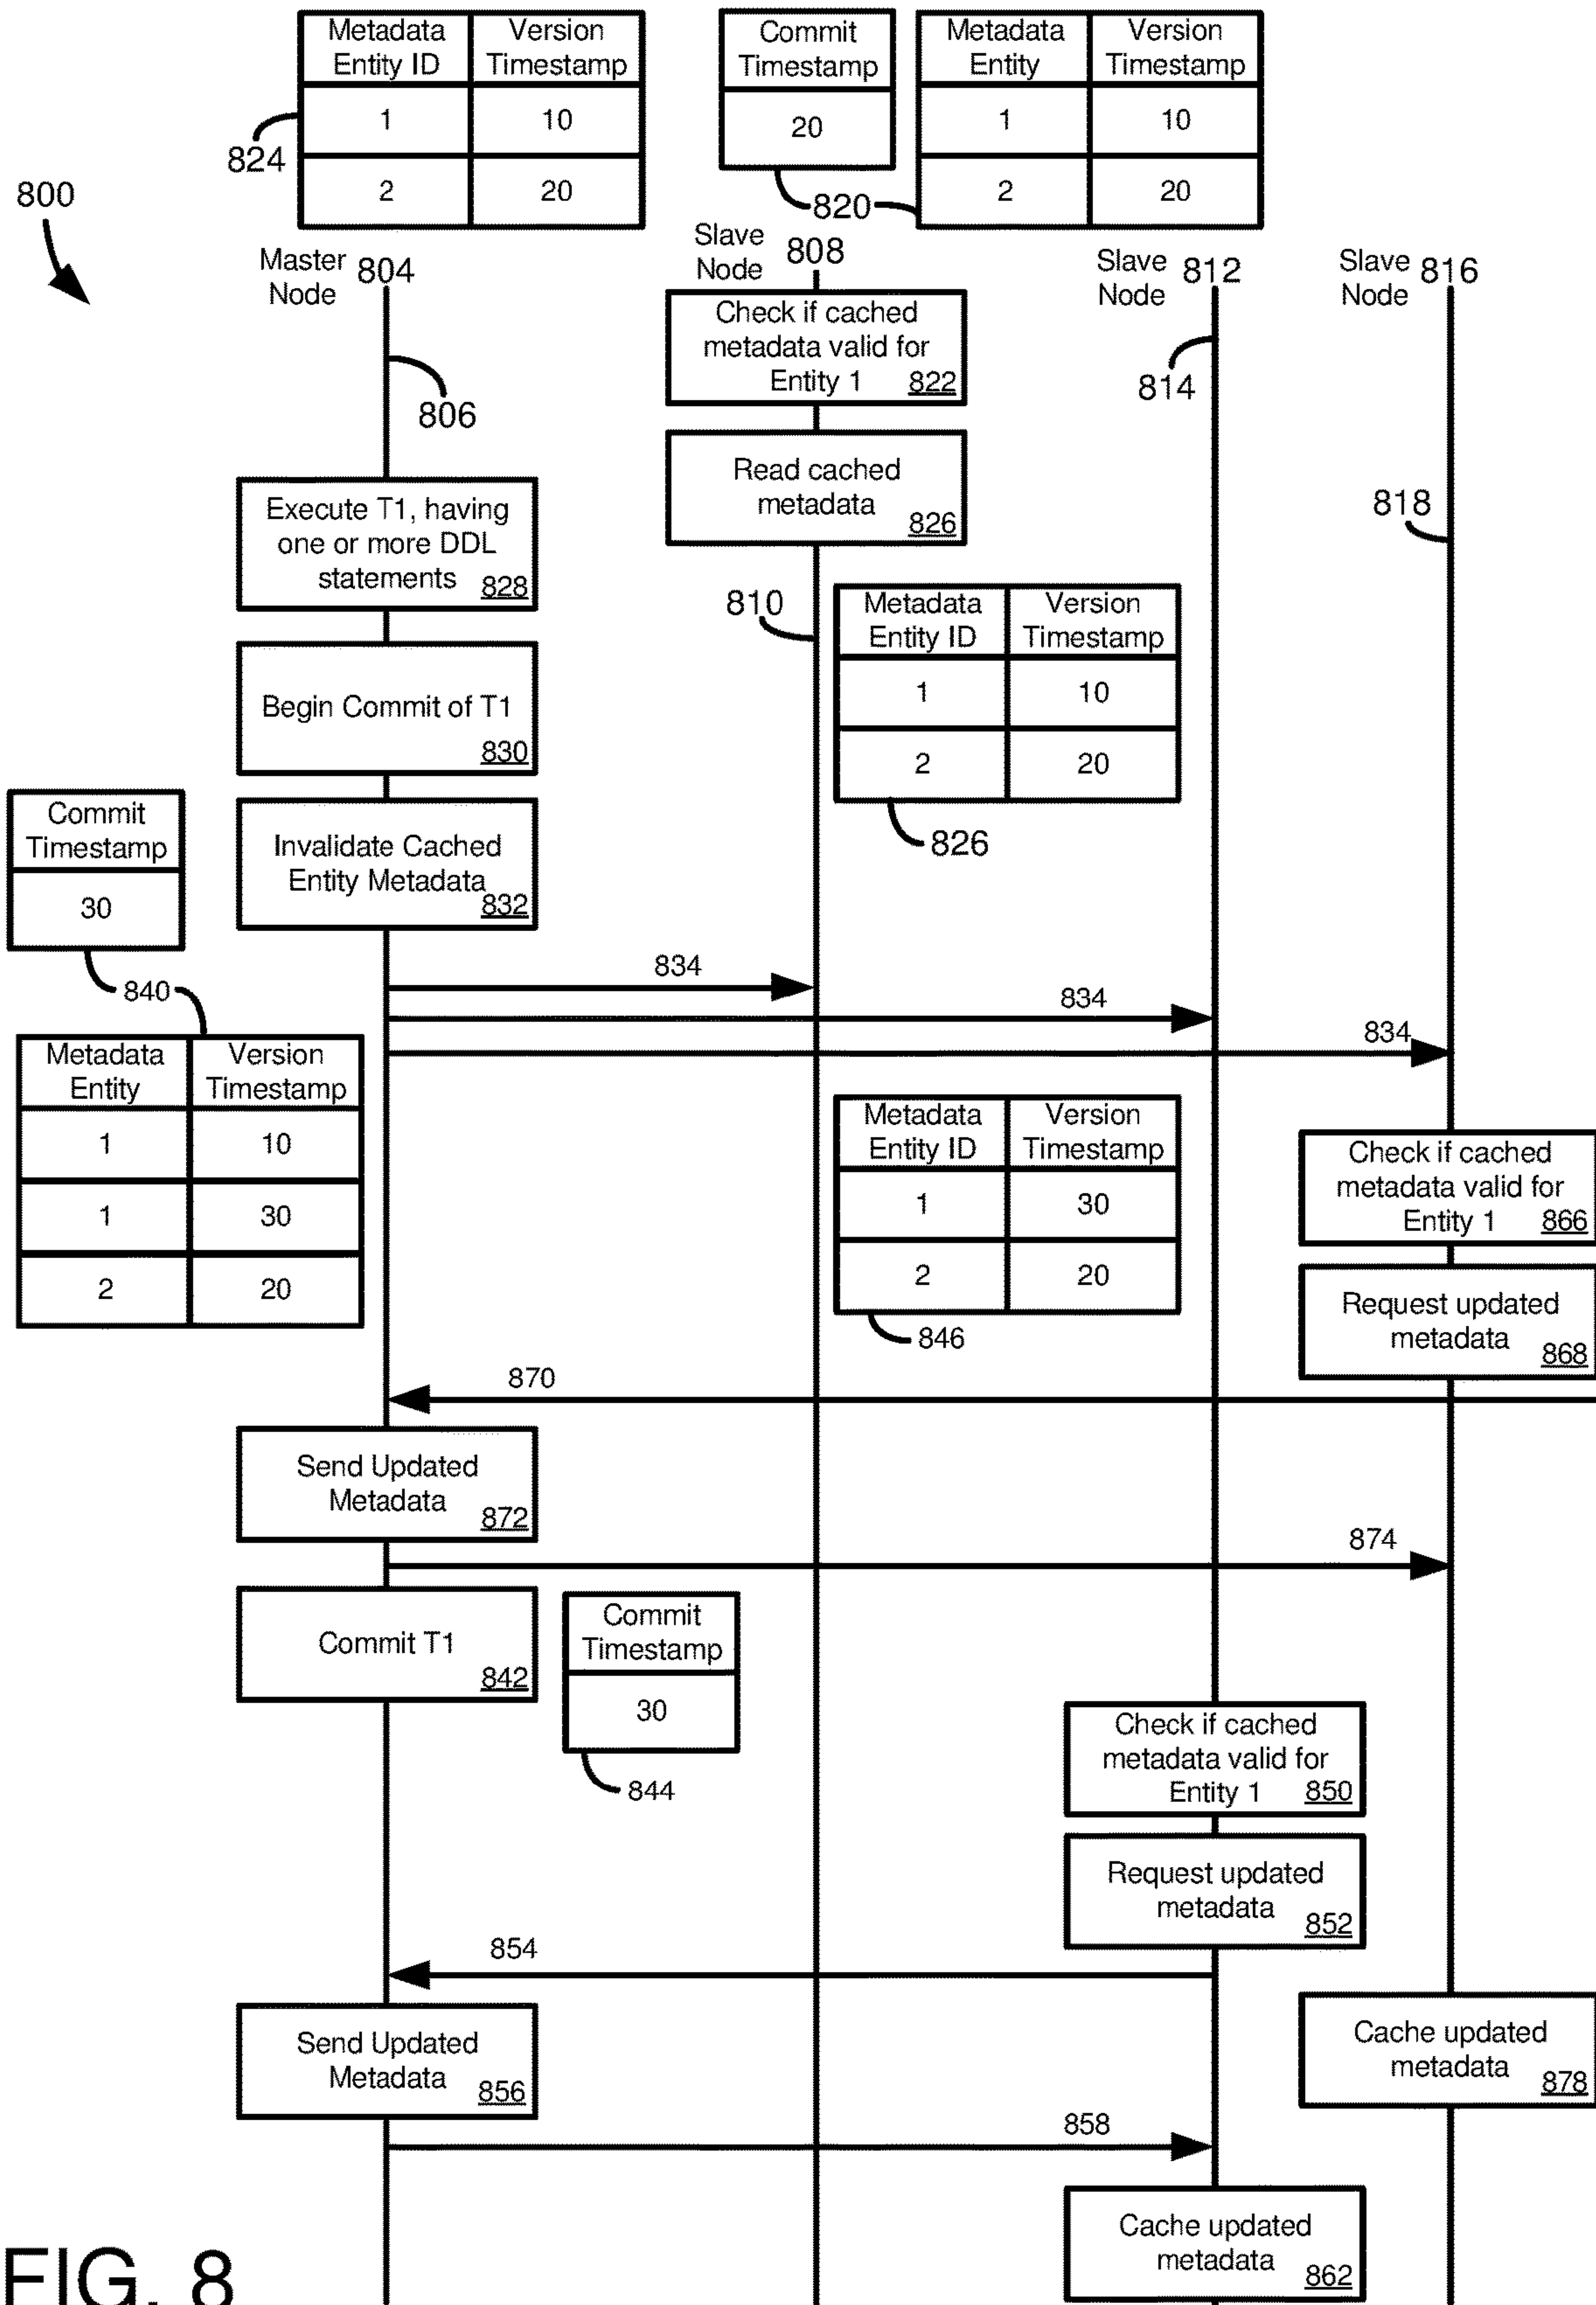 Metadata Entity ID
Version Timestamp
1
10
2
20
824
Commit Timestamp
20
Metadata Entity
Version Timestamp
1
10
2
20
820
800
Master Node 804
Slave Node 808
Slave Node 812
Slave Node 816
806
Check if cached
metadata valid for
Entity 1 822
814
Read cached
metadata
826
818
Execute T1, having
one or more DDL
statements 828
810
Metadata Entity ID
Version Timestamp
1
10
2
20
826
Begin Commit of T1
830
Commit Timestamp
30
840
Invalidate Cached
Entity Metadata
832
834
834
834
Metadata Entity
Version Timestamp
1
10
1
30
2
20
Metadata Entity ID
Version Timestamp
1
30
2
20
846
Check if cached
metadata valid for
Entity 1 866
Request updated
metadata
868
870
Send Updated
Metadata
872
874
Commit T1
842
Commit Timestamp
30
844
Check if cached
metadata valid for
Entity 1 850
Request updated
metadata
852
854
Send Updated
Metadata
856
Cache updated
metadata
878
858
Cache updated
metadata
862
FIG. 8